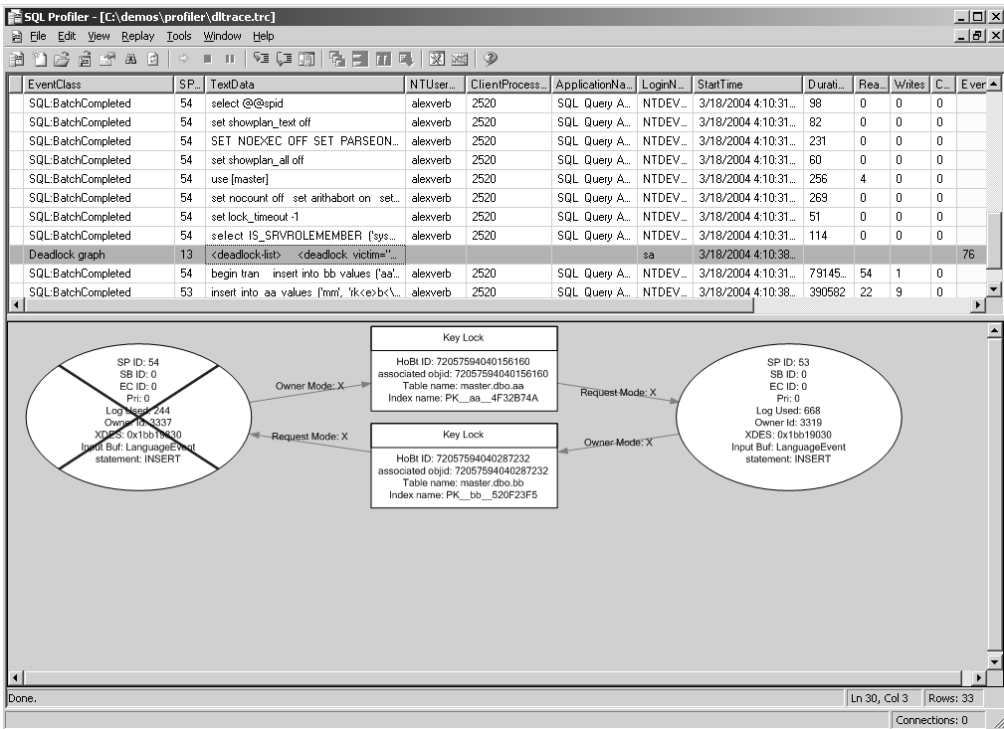 SQL Profiler - [C:\demos\profiler\dltrace.trc]
File Edit View Replay Tools Window Help
EventClass SP... TextData NTUser... ClientProcess... ApplicationNa... LoginN... StartTime Durati... Rea... Writes C... Ever
SQL:BatchCompleted 54 select @@spid alexverb 2520 SQL Query A... NTDEV... 3/18/2004 4:10:31... 98 0 0 0
SQL:BatchCompleted 54 set showplan_text off alexverb 2520 SQL Query A... NTDEV... 3/18/2004 4:10:31... 82 0 0 0
SQL:BatchCompleted 54 SET NOEXEC OFF SET PARSEON... alexverb 2520 SQL Query A... NTDEV... 3/18/2004 4:10:31... 231 0 0 0
SQL:BatchCompleted 54 set showplan_all off alexverb 2520 SQL Query A... NTDEV... 3/18/2004 4:10:31... 60 0 0 0
SQL:BatchCompleted 54 use [master] alexverb 2520 SQL Query A... NTDEV... 3/18/2004 4:10:31... 256 4 0 0
SQL:BatchCompleted 54 set nocount off set arithabort on set... alexverb 2520 SQL Query A... NTDEV... 3/18/2004 4:10:31... 269 0 0 0
SQL:BatchCompleted 54 set lock_timeout -1 alexverb 2520 SQL Query A... NTDEV... 3/18/2004 4:10:31... 51 0 0 0
SQL:BatchCompleted 54 select IS_SRVROLEMEMBER ('sys... alexverb 2520 SQL Query A... NTDEV... 3/18/2004 4:10:31... 114 0 0 0
Deadlock graph 13 <deadlock-list> <deadlock victim="... sa 3/18/2004 4:10:38... 76
SQL:BatchCompleted 54 begin tran insert into bb values ('aa'... alexverb 2520 SQL Query A... NTDEV... 3/18/2004 4:10:31... 79145... 54 1 0
SQL:BatchCompleted 53 insert into aa values ('mm', 'rk<e>b<\... alexverb 2520 SQL Query A... NTDEV... 3/18/2004 4:10:38... 390582 22 9 0
SP ID: 54
SB ID: 0
EC ID: 0
Pri: 0
Log Used: 244
Owner Id: 3337
XDES: 0x1bb19830
Input Buf: LanguageEvent
statement: INSERT
Owner Mode: X
Request Mode: X
Key Lock
HoBt ID: 72057594040156160
associated objid: 72057594040156160
Table name: master.dbo.aa
Index name: PK__aa__4F32B74A
Key Lock
HoBt ID: 72057594040287232
associated objid: 72057594040287232
Table name: master.dbo.bb
Index name: PK__bb__520F23F5
Request Mode: X
Owner Mode: X
SP ID: 53
SB ID: 0
EC ID: 0
Pri: 0
Log Used: 668
Owner Id: 3319
XDES: 0x1bb19030
Input Buf: LanguageEvent
statement: INSERT
Done. Ln 30, Col 3 Rows: 33
Connections: 0